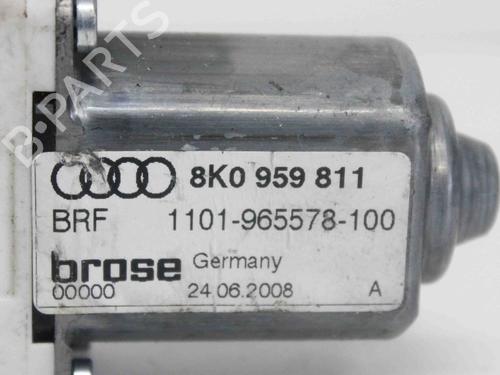 B-PARTS
8K0 959 811
BRF 1101-965578-100
brose Germany
00000 24.06.2008 A